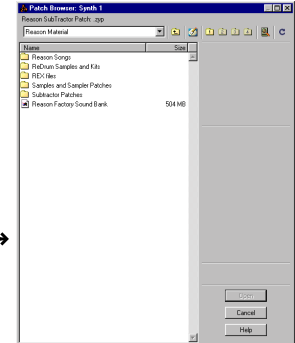 Patch Browser: Synth 1
Reason SubTractor Patch: .zyp
Reason Material
Name Size
Reason Songs
ReDrum Samples and Kits
REX files
Samples and Sampler Patches
Subtractor Patches
Reason Factory Sound Bank 504 MB
Open
Cancel
Help